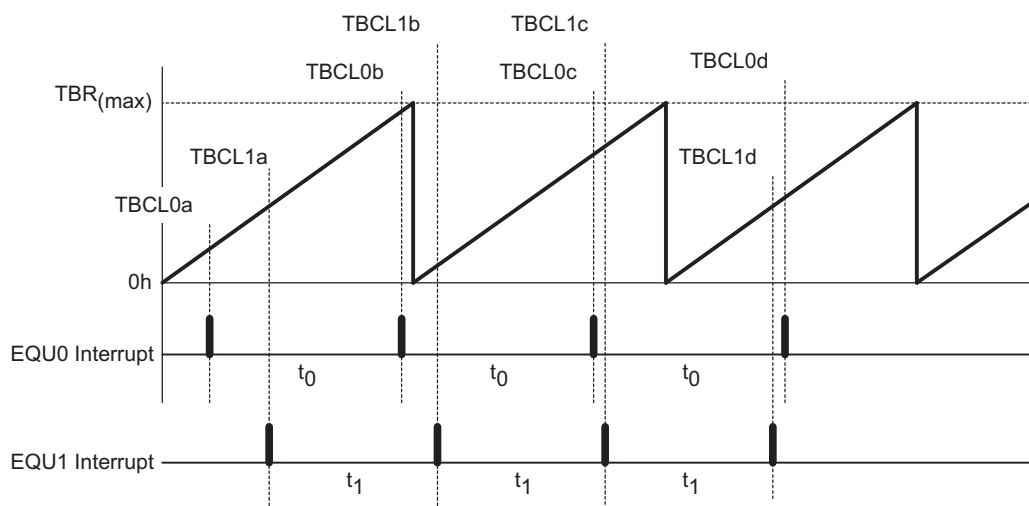 TBCL1b
TBCL1c
TBCL0b
TBCL0c
TBCL0d
TBR(max)
TBCL1a
TBCL1d
TBCL0a
0h
EQU0 Interrupt
t0
t0
t0
EQU1 Interrupt
t1
t1
t1